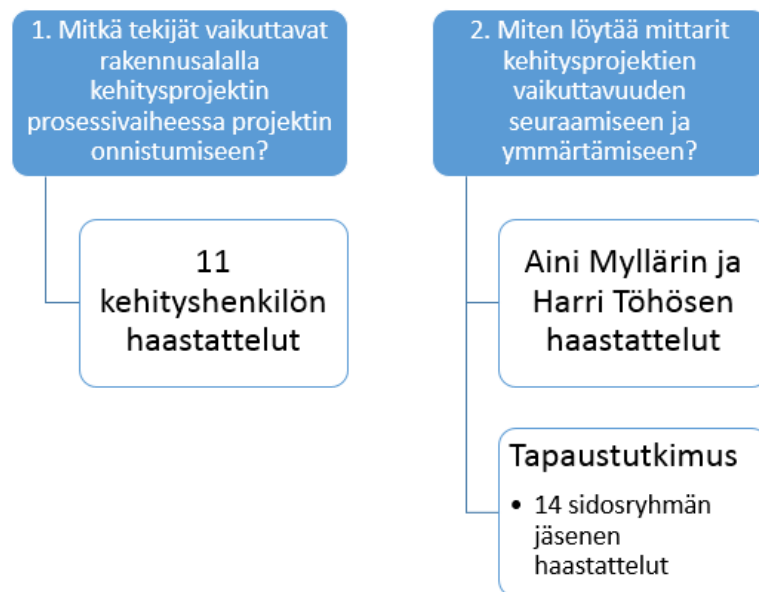 1. Mitkä tekijät vaikuttavat
rakennusalalla
kehitysprojektin
prosessivaiheessa projektin
onnistumiseen?
11
kehityshenkilön
haastattelut
2. Miten löytää mittarit
kehitysprojektien
vaikuttavuuden
seuraamiseen ja
ymmärtämiseen?
Aini Myllärin ja
Harri Töhösen
haastattelut
Tapaustutkimus
• 14 sidosryhmän
jäsenen
haastattelut